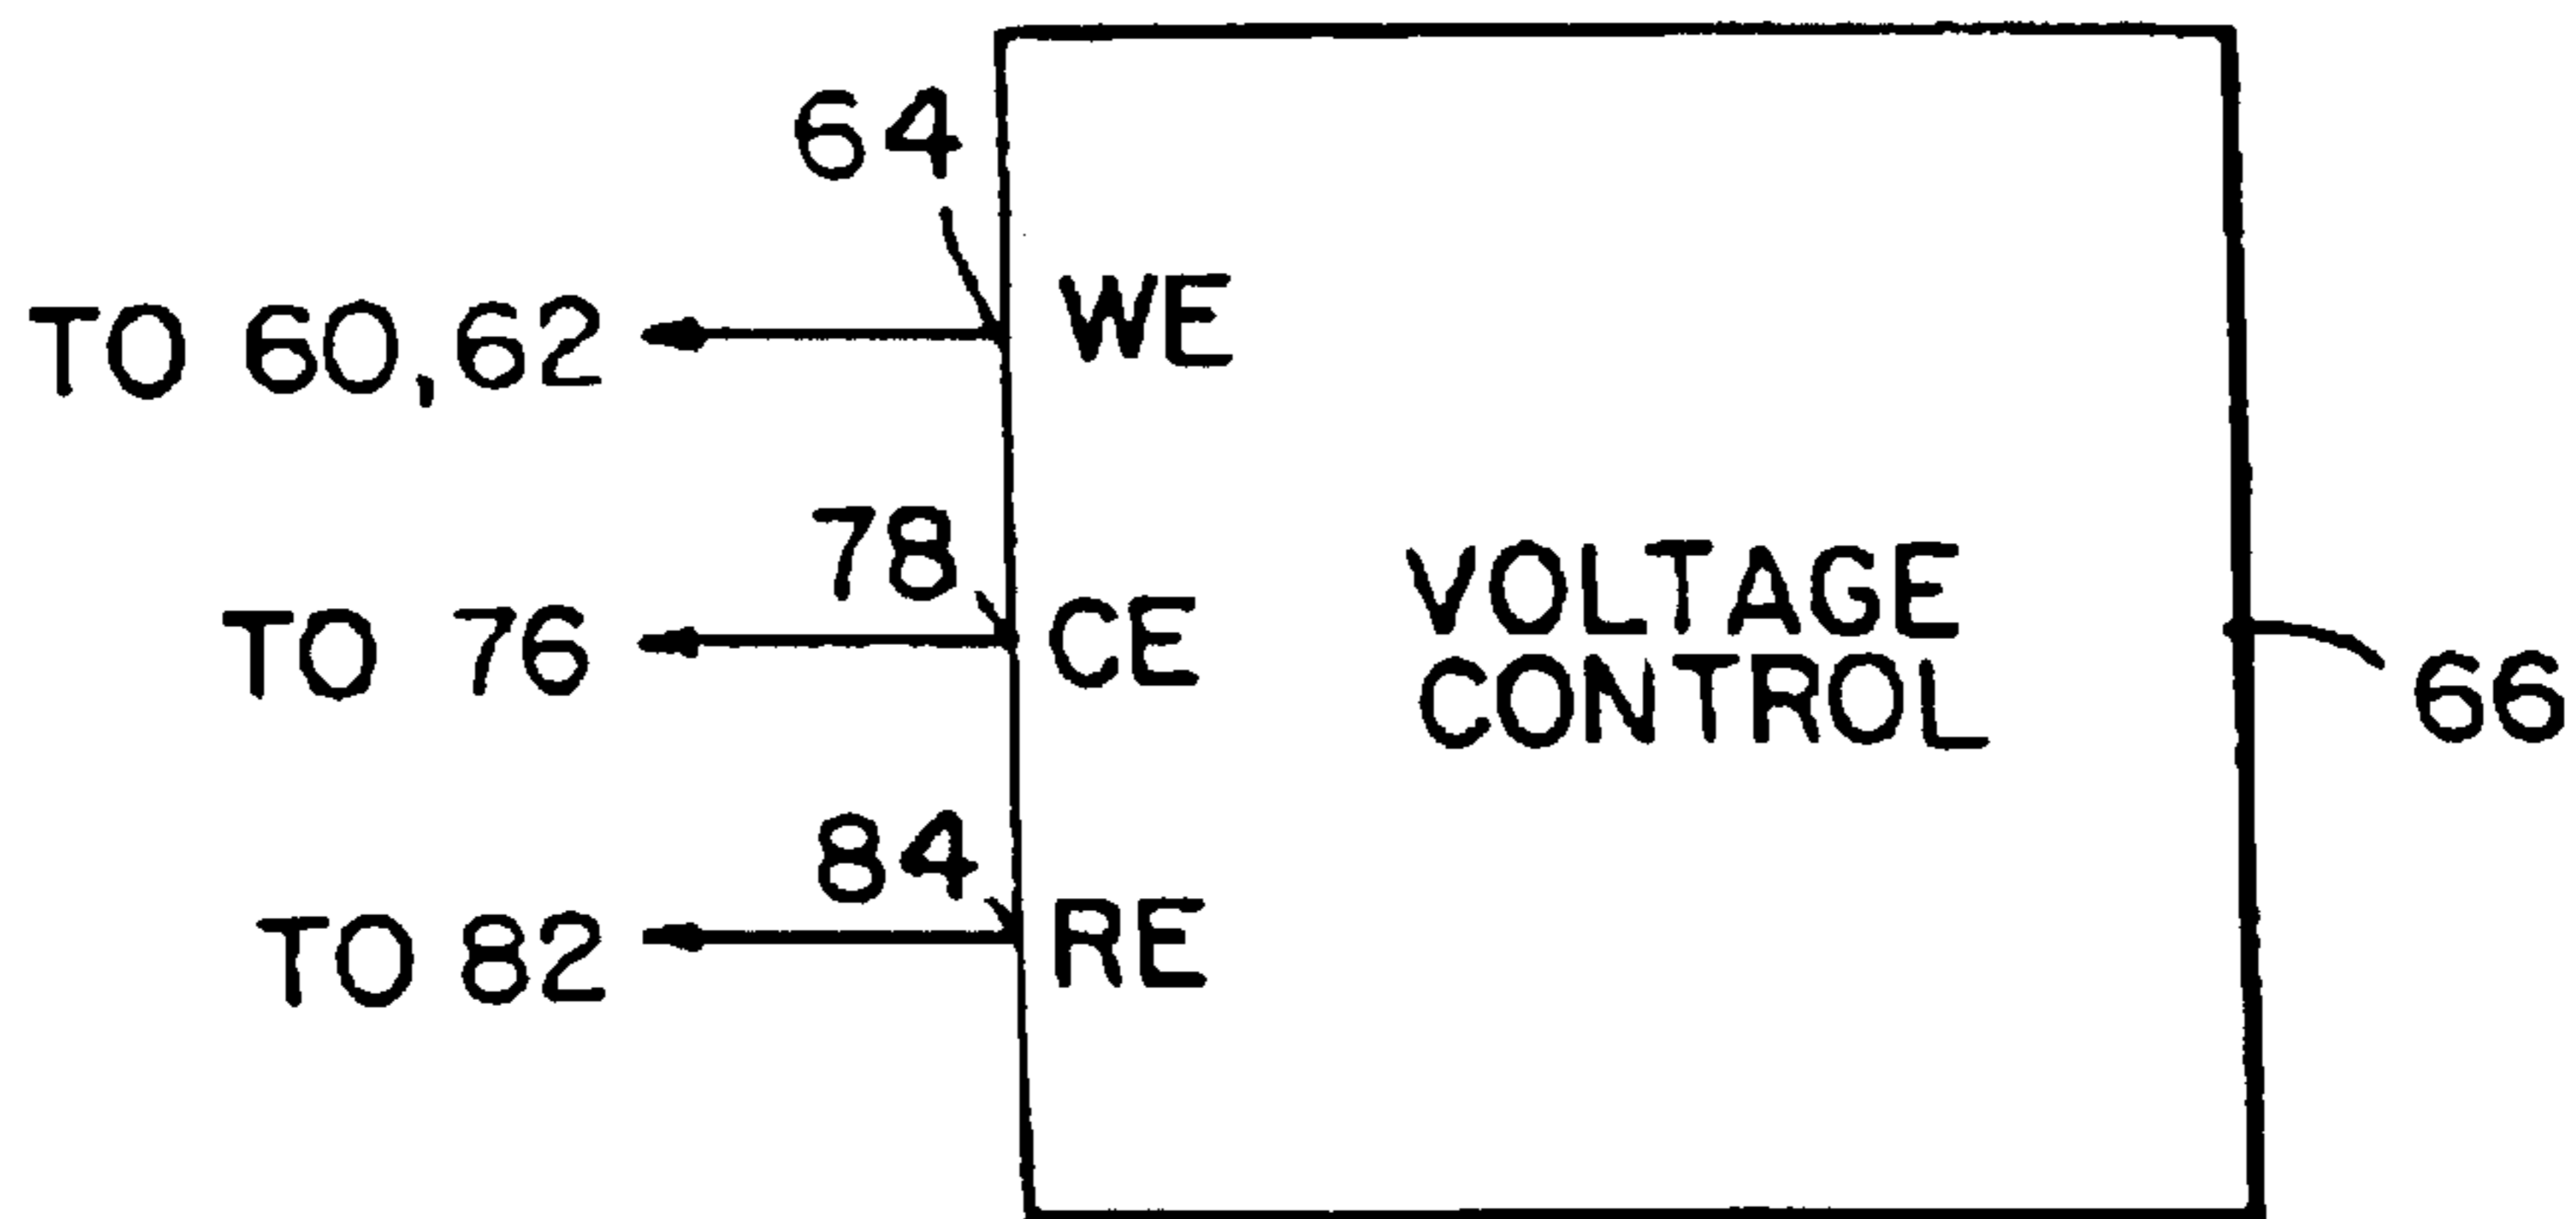 64
TO 60,62
WE
78
TO 76
CE
VOLTAGE
CONTROL
66
84
TO 82
RE